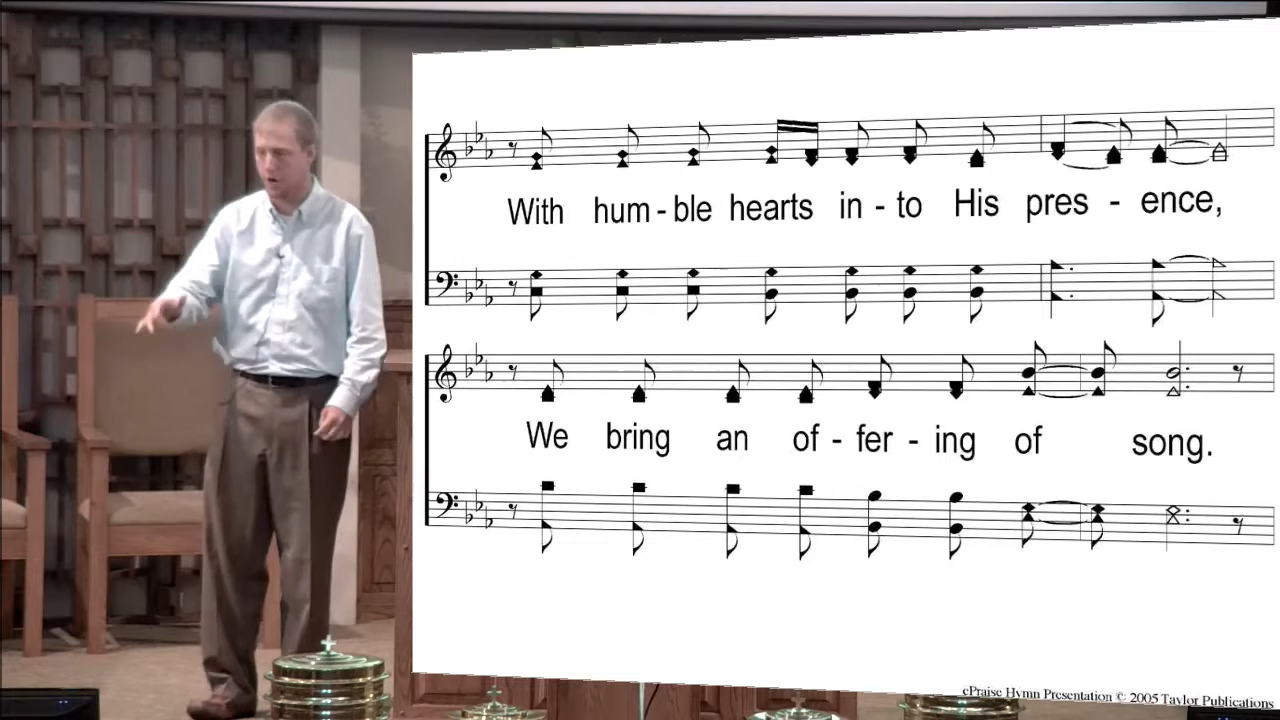 With hum - ble hearts in - to His pres - ence,
We bring an of - fer - ing of song.
ePraise Hymn Presentation © 2005 Taylor Publications